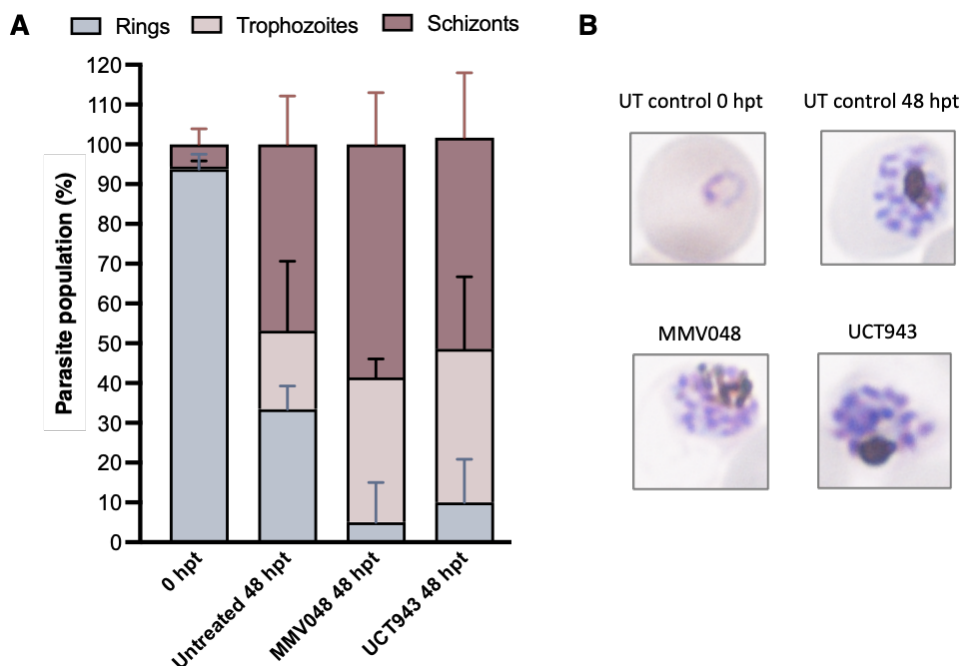 A
Rings
Trophozoites
Schizonts
Parasite population (%)
120
110
100
90
80
70
60
50
40
30
20
10
0
0 hpt
Untreated 48 hpt
MMV048 48 hpt
UCT943 48 hpt
B
UT control 0 hpt
UT control 48 hpt
MMV048
UCT943